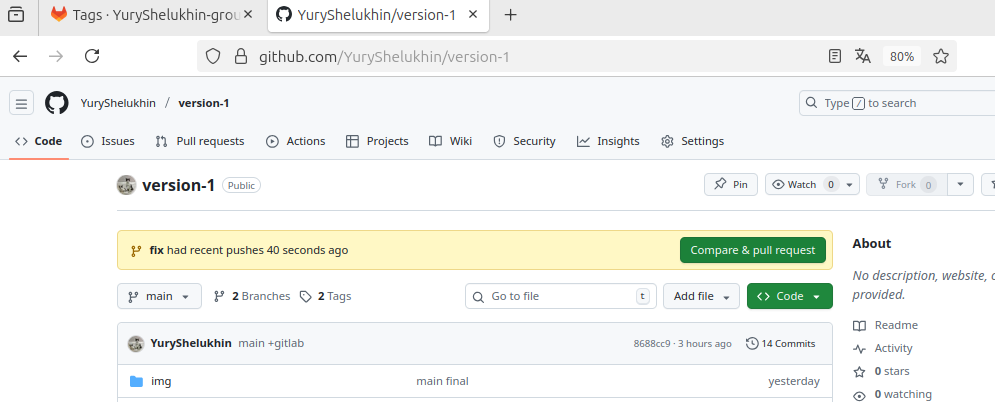 Tags · YuryShelukhin-grou
YuryShelukhin/version-1
github.com/YuryShelukhin/version-1
80%
YuryShelukhin / version-1
Type / to search
Code Issues Pull requests Actions Projects Wiki Security Insights Settings
version-1 Public
Pin Watch 0 Fork 0
fix had recent pushes 40 seconds ago
Compare & pull request
About
No description, website,
provided.
main 2 Branches 2 Tags
Go to file t
Add file
Code
YuryShelukhin main +gitlab
8688cc9 · 3 hours ago
14 Commits
img main final yesterday
Readme
Activity
0 stars
0 watching